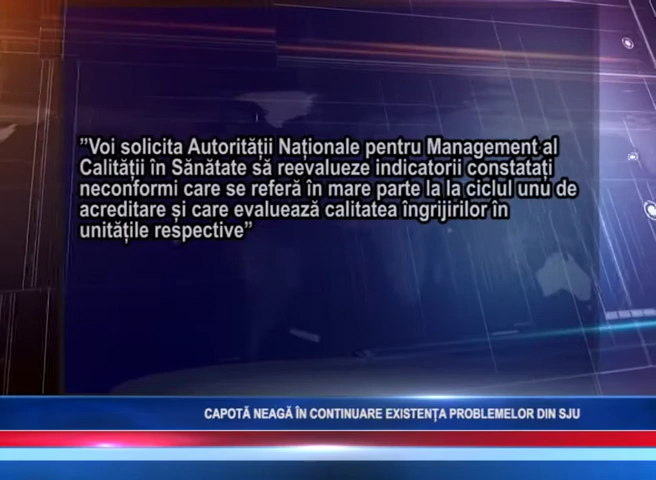 ”Voi solicita Autorității Naționale pentru Management al
Calității în Sănătate să reevalueze indicatorii constatați
neconformi care se referă în mare parte la la ciclul unu de
acreditare și care evaluează calitatea îngrijirilor în
unitățile respective”
CAPOTĂ NEAGĂ ÎN CONTINUARE EXISTENȚA PROBLEMELOR DIN SJU